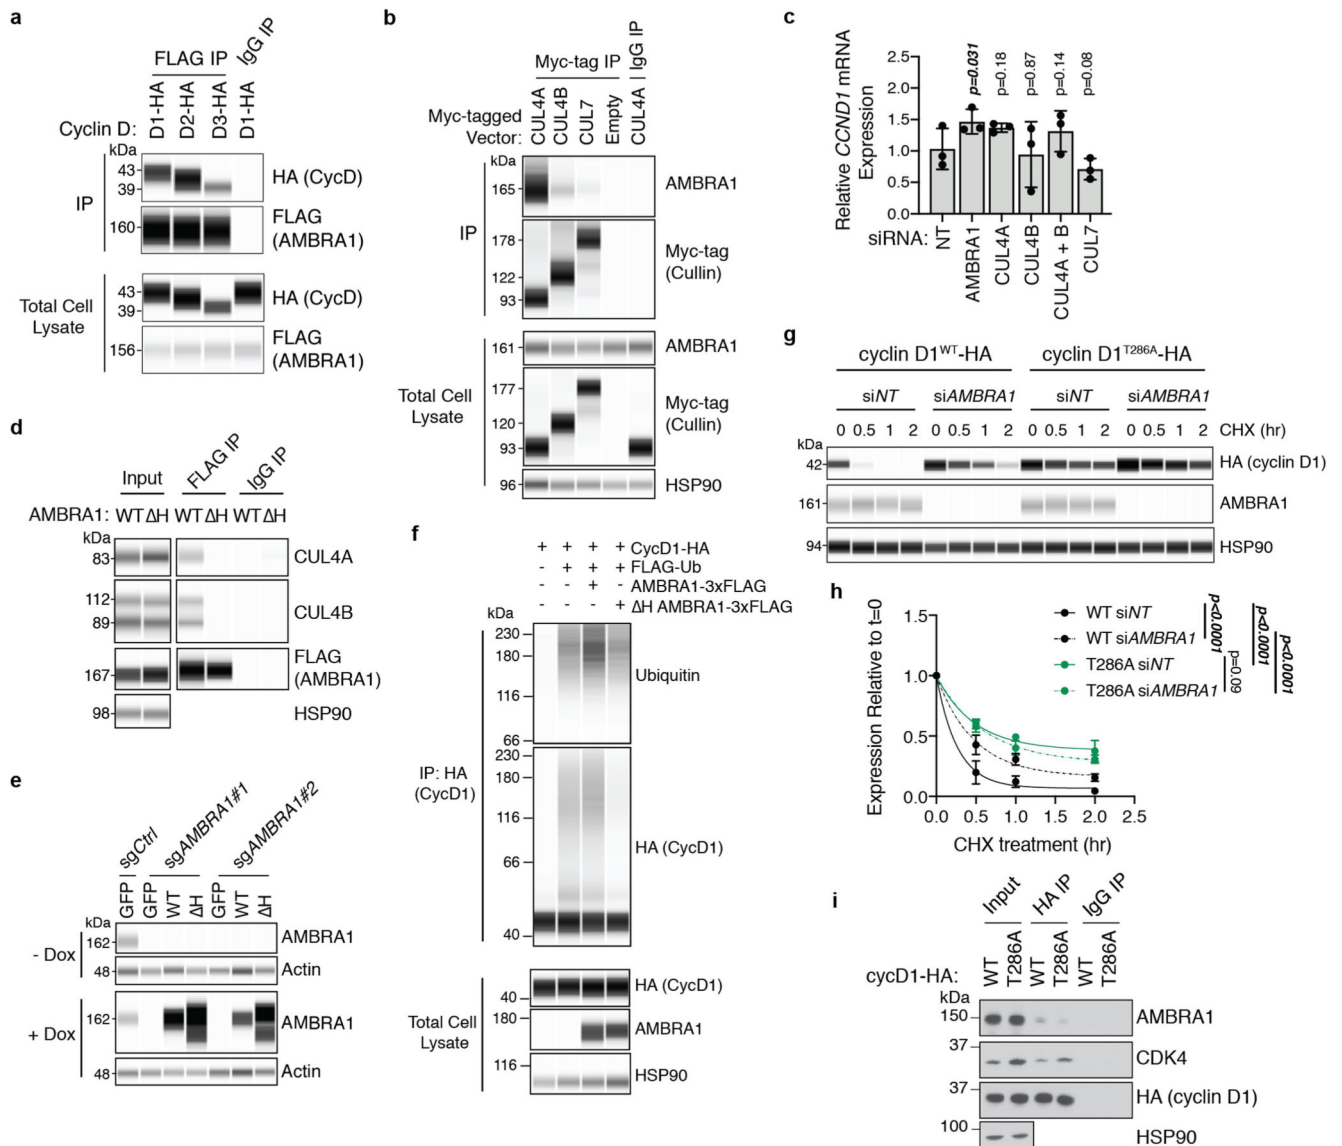 a
FLAG IP
IgG IP
Cyclin D:
D1-HA
D2-HA
D3-HA
D1-HA
kDa
43
39
HA (CycD)
IP
160
FLAG
(AMBRA1)
43
39
HA (CycD)
Total Cell
Lysate
156
FLAG
(AMBRA1)
b
Myc-tag IP
IgG IP
Myc-tagged
Vector:
CUL4A
CUL4B
CUL7
Empty
CUL4A
kDa
165
AMBRA1
IP
178
122
93
Myc-tag
(Cullin)
161
AMBRA1
Total Cell
Lysate
177
120
93
Myc-tag
(Cullin)
96
HSP90
c
Relative CCND1 mRNA
Expression
2.5
2.0
1.5
1.0
0.5
0.0
p=0.031
p=0.18
p=0.87
p=0.14
p=0.08
siRNA:
NT
AMBRA1
CUL4A
CUL4B
CUL4A + B
CUL7
d
Input
FLAG IP
IgG IP
AMBRA1: WT ΔH WT ΔH WT ΔH
kDa
83
CUL4A
112
89
CUL4B
167
FLAG
(AMBRA1)
98
HSP90
e
sgCtrl
sgAMBRA1#1
sgAMBRA1#2
GFP
GFP
WT
ΔH
GFP
WT
ΔH
kDa
- Dox
162
AMBRA1
48
Actin
+ Dox
162
AMBRA1
48
Actin
f
+ + + + CycD1-HA
- + + + FLAG-Ub
- - + - AMBRA1-3xFLAG
- - - + ΔH AMBRA1-3xFLAG
kDa
230
180
116
66
Ubiquitin
IP: HA
(CycD1)
230
180
116
66
40
HA (CycD1)
Total Cell
Lysate
40
HA (CycD1)
180
AMBRA1
116
HSP90
g
cyclin D1WT-HA cyclin D1T286A-HA
siNT siAMBRA1 siNT siAMBRA1
0 0.5 1 2 0 0.5 1 2 0 0.5 1 2 0 0.5 1 2 CHX (hr)
kDa
42
HA (cyclin D1)
161
AMBRA1
94
HSP90
h
Expression Relative to t=0
1.5
1.0
0.5
0.0
0.0 0.5 1.0 1.5 2.0 2.5
CHX treatment (hr)
WT siNT
WT siAMBRA1
T286A siNT
T286A siAMBRA1
p<0.0001
p=0.09
p<0.0001
p<0.0001
i
Input
HA IP
IgG IP
cycD1-HA:
WT
T286A
WT
T286A
WT
T286A
kDa
150
AMBRA1
37
CDK4
37
HA (cyclin D1)
100
HSP90